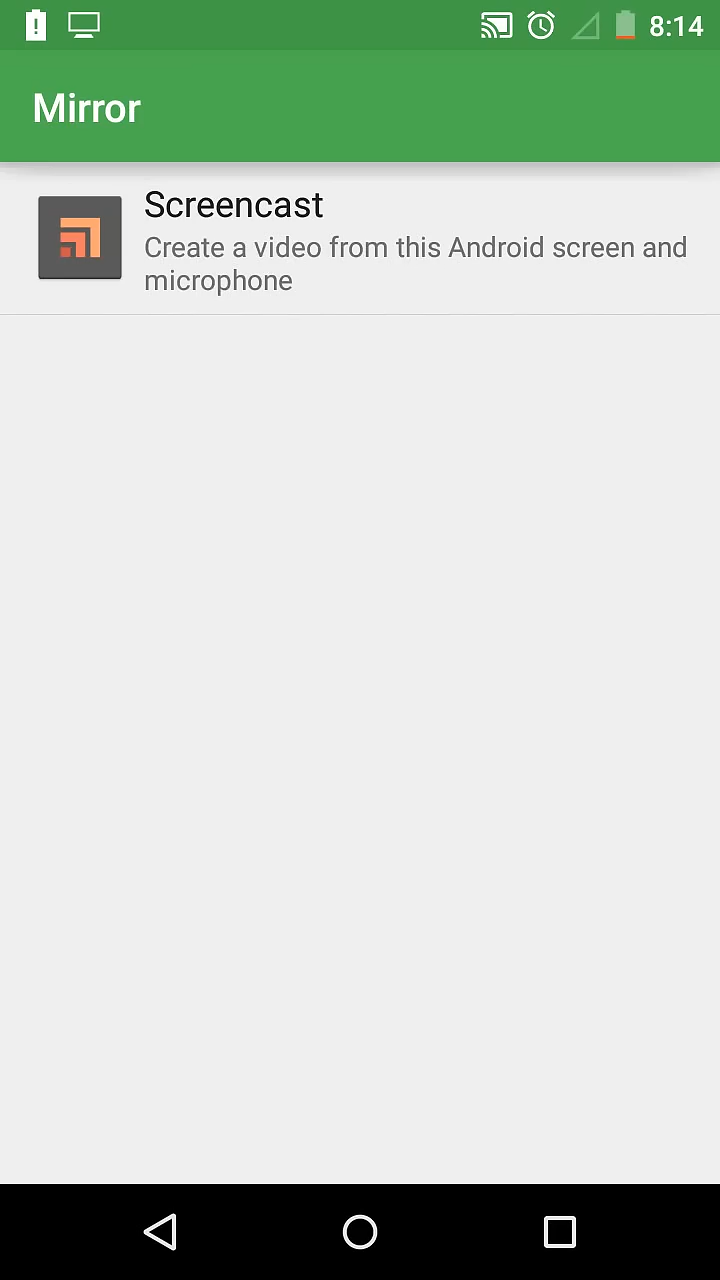 8:14
Mirror
Screencast
Create a video from this Android screen and
microphone